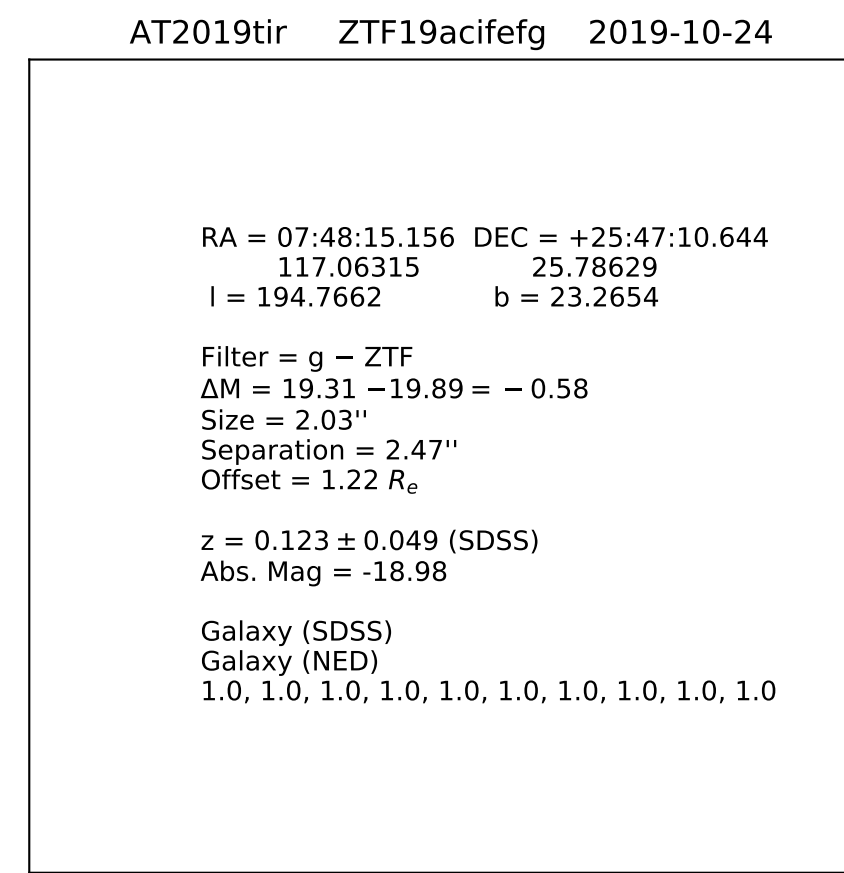 AT2019tir ZTF19acifefg 2019-10-24
RA = 07:48:15.156 DEC = +25:47:10.644
117.06315 25.78629
l = 194.7662 b = 23.2654
Filter = g − ZTF
ΔM = 19.31 −19.89 = − 0.58
Size = 2.03''
Separation = 2.47''
Offset = 1.22 Rₑ
z = 0.123 ± 0.049 (SDSS)
Abs. Mag = -18.98
Galaxy (SDSS)
Galaxy (NED)
1.0, 1.0, 1.0, 1.0, 1.0, 1.0, 1.0, 1.0, 1.0, 1.0